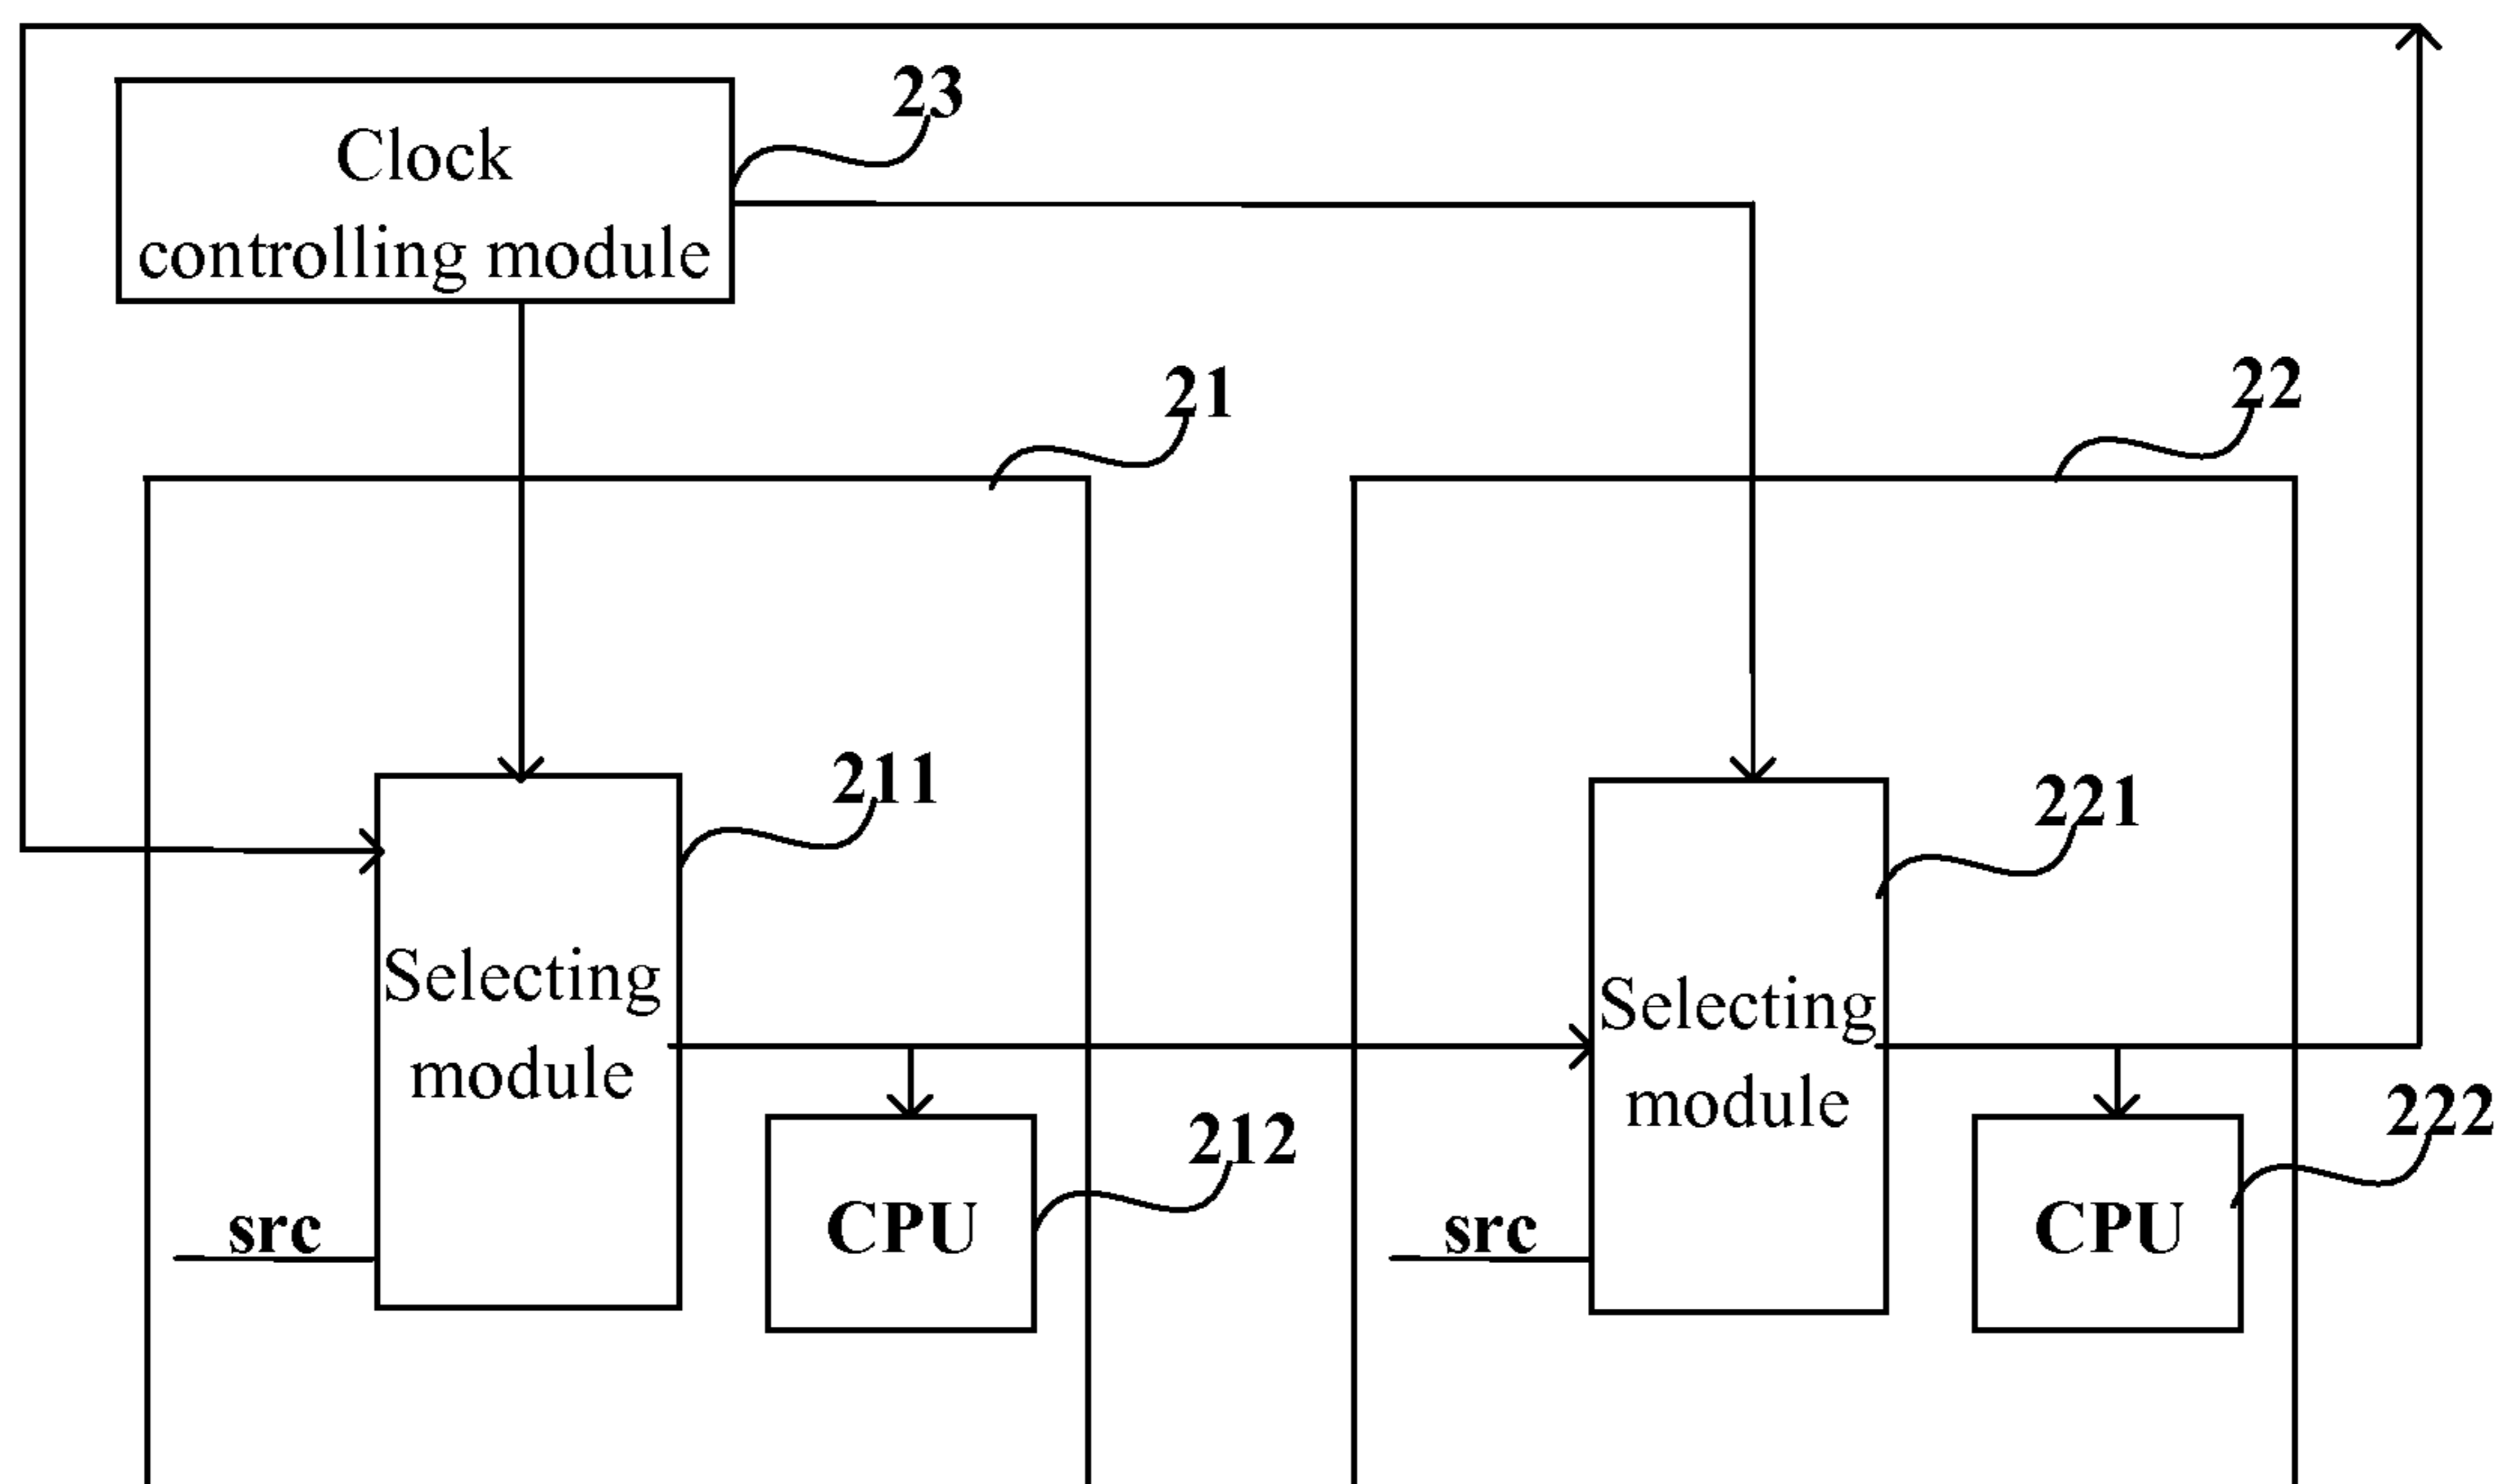 23
Clock
controlling module
21
22
211
221
Selecting
module
Selecting
module
212
222
src
CPU
src
CPU